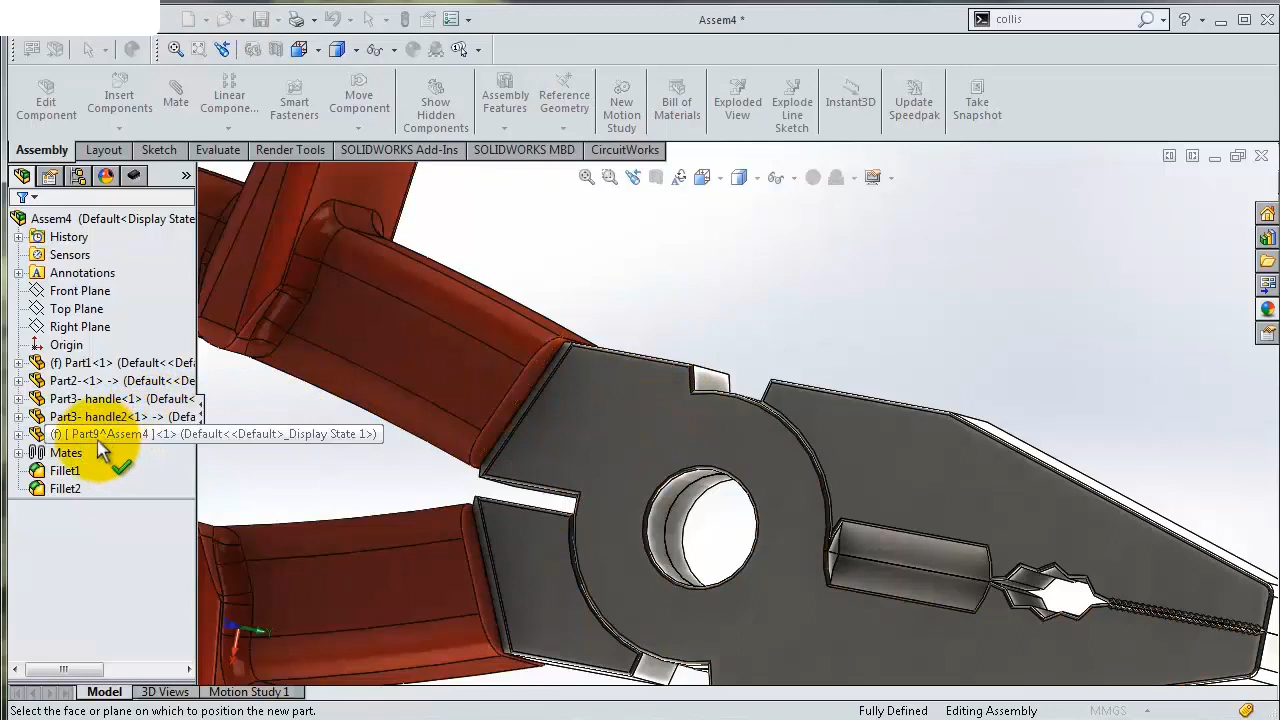 Assem4 *
collis
Edit Component
Insert Components
Mate
Linear Compone...
Smart Fasteners
Move Component
Show Hidden Components
Assembly Features
Reference Geometry
New Motion Study
Bill of Materials
Exploded View
Explode Line Sketch
Instant3D
Update Speedpak
Take Snapshot
Assembly Layout Sketch Evaluate Render Tools SOLIDWORKS Add-Ins SOLIDWORKS MBD CircuitWorks
Assem4 (Default<Display State
History
Sensors
Annotations
Front Plane
Top Plane
Right Plane
Origin
(f) Part1<1> (Default<<Def
Part2-<1> -> (Default<<De
Part3- handle<1> (Default<
Part3- handle2<1> -> (Defa
(f) [ Part9^Assem4 ]<1> (Default<<Default>_Display State 1>)
Mates
Fillet1
Fillet2
Model 3D Views Motion Study 1
Select the face or plane on which to position the new part. Fully Defined Editing Assembly MMGS